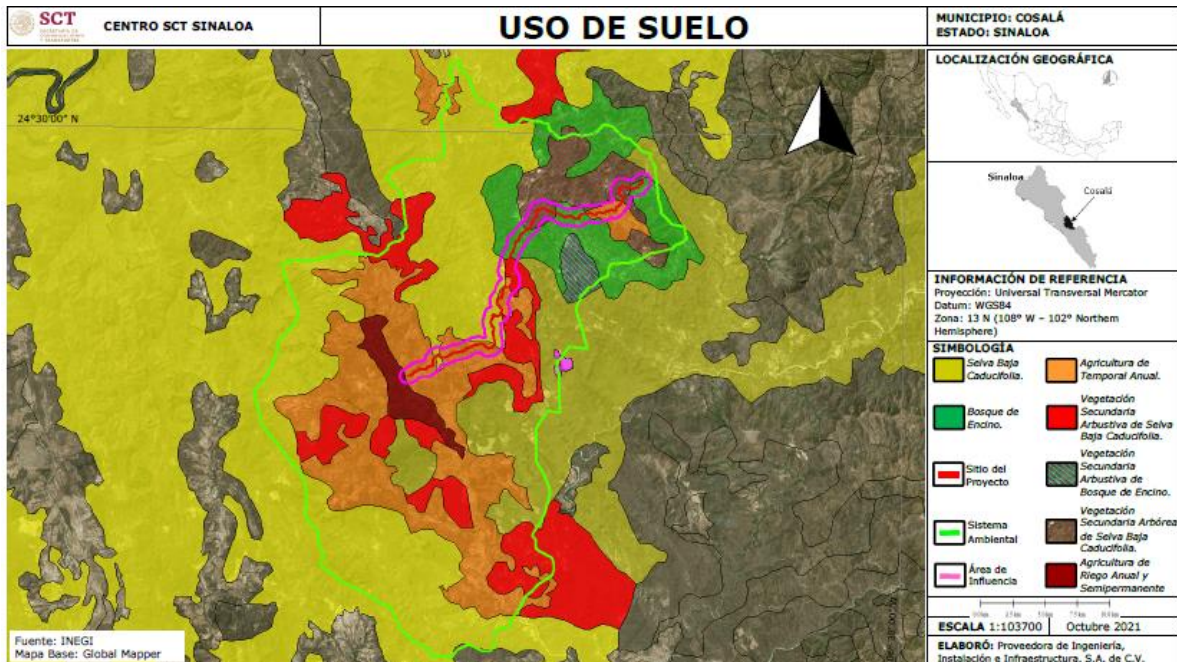 SCT
SECRETARÍA DE
COMUNICACIONES
Y TRANSPORTES
CENTRO SCT SINALOA
USO DE SUELO
MUNICIPIO: COSALÁ
ESTADO: SINALOA
24°30'00" N
Fuente: INEGI
Mapa Base: Global Mapper
LOCALIZACIÓN GEOGRÁFICA
Sinaloa
Cosalá
INFORMACIÓN DE REFERENCIA
Proyección: Universal Transversal Mercator
Datum: WGS84
Zona: 13 N (108° W – 102° Northem
Hemisphere)
SIMBOLOGÍA
Selva Baja
Caducifolia.
Agricultura de
Temporal Anual.
Bosque de
Encino.
Vegetación
Secundaria
Arbustiva de Selva
Baja Caducifolia.
Sitio del
Proyecto
Vegetación
Secundaria
Arbustiva de
Bosque de Encino.
Sistema
Ambiental
Vegetación
Secundaria Arbórea
de Selva Baja
Caducifolia.
Área de
Influencia
Agricultura de
Riego Anual y
Semipermanente
ESCALA 1:103700
Octubre 2021
ELABORÓ: Proveedora de Ingeniería,
Instalación e Infraestructura, S.A. de C.V.